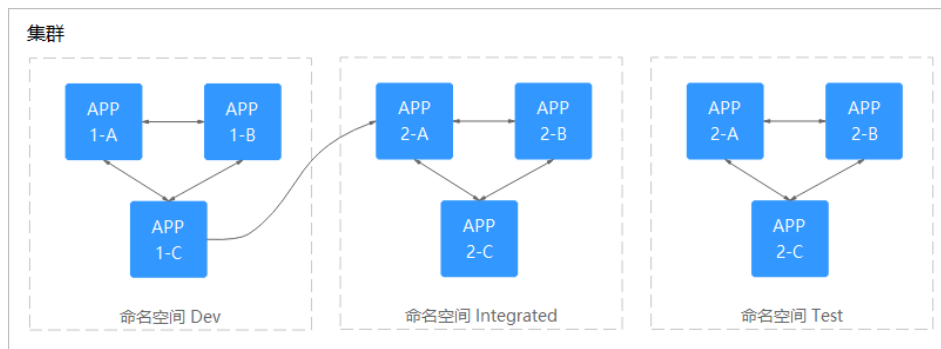 集群
APP
1-A
APP
1-B
APP
1-C
命名空间 Dev
APP
2-A
APP
2-B
APP
2-C
命名空间 Integrated
APP
2-A
APP
2-B
APP
2-C
命名空间 Test